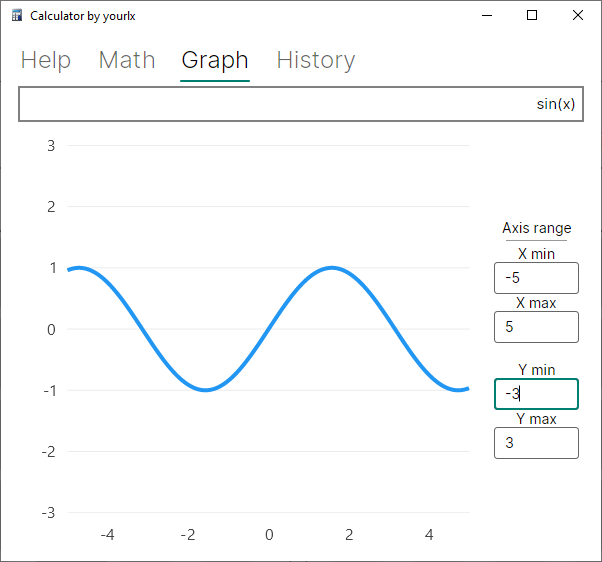 Calculator by yourlx
Help Math Graph History
sin(x)
3
2
1
0
-1
-2
-3
-4 -2 0 2 4
Axis range
X min
-5
X max
5
Y min
-3
Y max
3